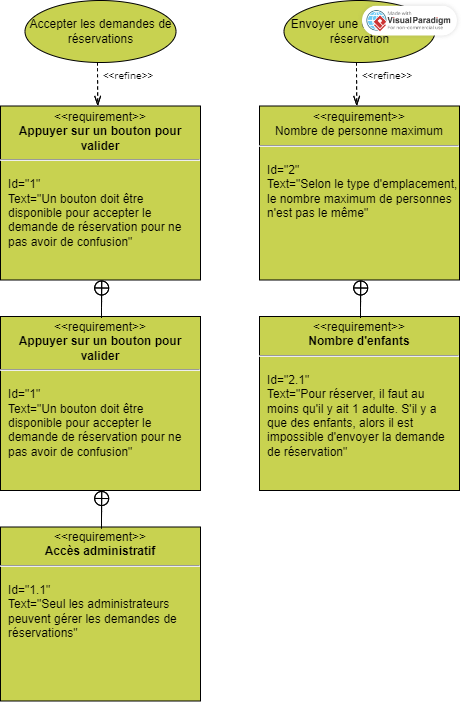 Accepter les demandes de
réservations
<<refine>>
<<requirement>>
Appuyer sur un bouton pour
valider
Id="1"
Text="Un bouton doit être
disponible pour accepter le
demande de réservation pour ne
pas avoir de confusion"
<<requirement>>
Appuyer sur un bouton pour
valider
Id="1"
Text="Un bouton doit être
disponible pour accepter le
demande de réservation pour ne
pas avoir de confusion"
<<requirement>>
Accès administratif
Id="1.1"
Text="Seul les administrateurs
peuvent gérer les demandes de
réservations"
Envoyer une
réservation
Made with
Visual Paradigm
For non-commercial use
<<refine>>
<<requirement>>
Nombre de personne maximum
Id="2"
Text="Selon le type d'emplacement,
le nombre maximum de personnes
n'est pas le même"
<<requirement>>
Nombre d'enfants
Id="2.1"
Text="Pour réserver, il faut au
moins qu'il y ait 1 adulte. S'il y a
que des enfants, alors il est
impossible d'envoyer la demande
de réservation"